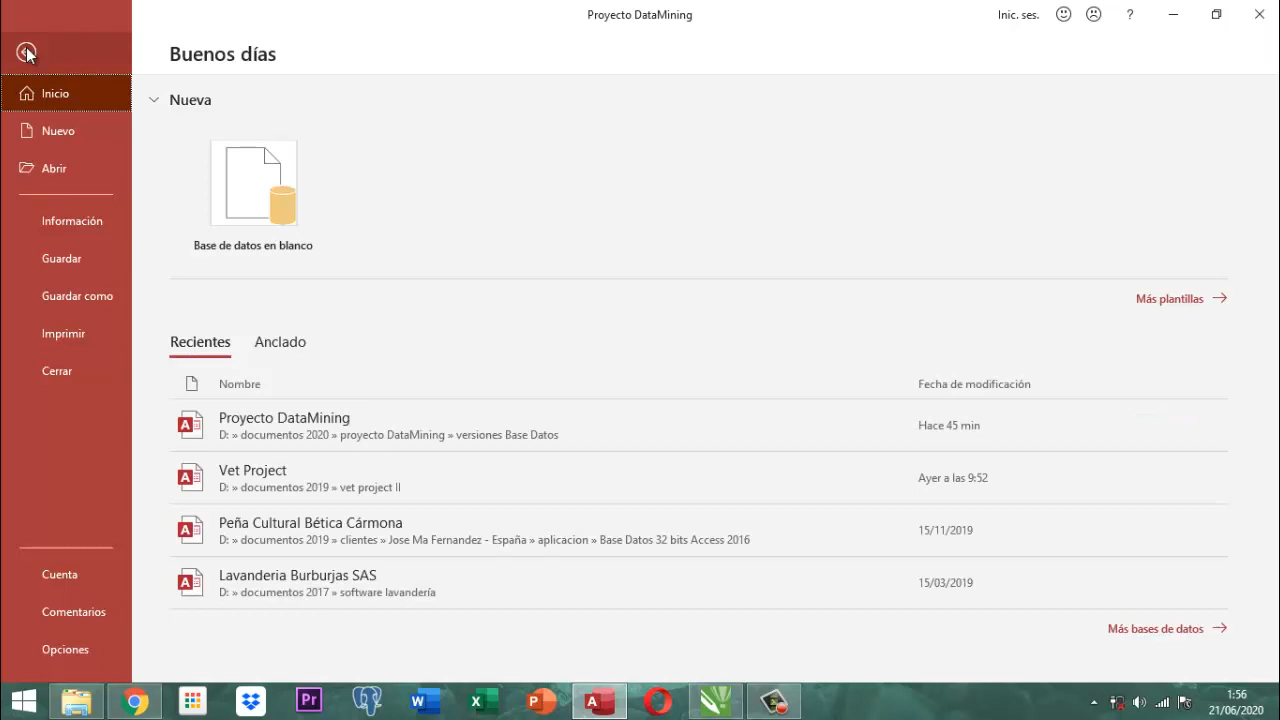 Proyecto DataMining
Inic. ses.
?
Buenos días
Inicio
Nuevo
Abrir
Información
Guardar
Guardar como
Imprimir
Cerrar
Cuenta
Comentarios
Opciones
Nueva
Base de datos en blanco
Más plantillas
Recientes Anclado
Nombre Fecha de modificación
Proyecto DataMining
D: » documentos 2020 » proyecto DataMining » versiones Base Datos
Hace 45 min
Vet Project
D: » documentos 2019 » vet project II
Ayer a las 9:52
Peña Cultural Bética Cármona
D: » documentos 2019 » clientes » Jose Ma Fernandez - España » aplicacion » Base Datos 32 bits Access 2016
15/11/2019
Lavanderia Burburjas SAS
D: » documentos 2017 » software lavandería
15/03/2019
Más bases de datos
Pr
W
X
P
A
1:56
21/06/2020